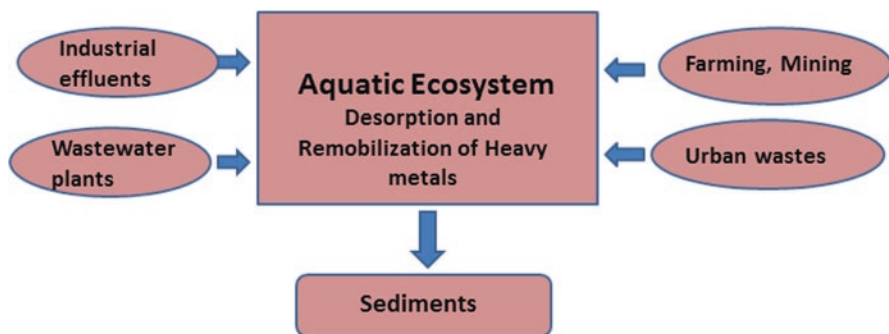 Industrial
effluents
Wastewater
plants
Aquatic Ecosystem
Desorption and
Remobilization of Heavy
metals
Farming, Mining
Urban wastes
Sediments